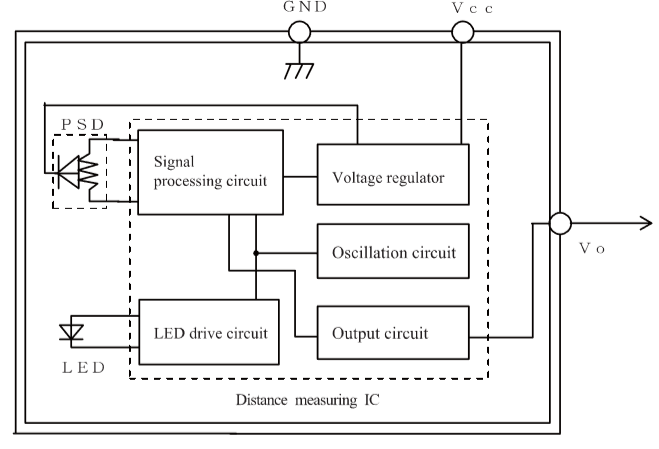 GND
Vcc
PSD
Signal
processing circuit
Voltage regulator
Oscillation circuit
Vo
LED drive circuit
Output circuit
LED
Distance measuring IC